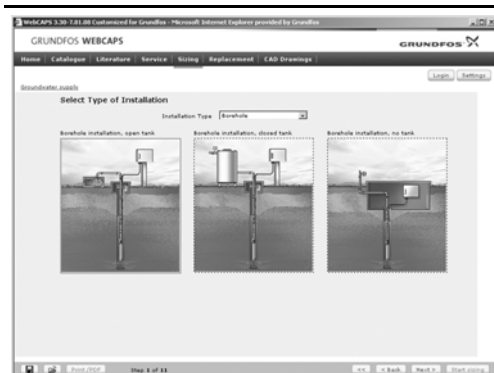 WebCAPS 3.30-7.01.08 Customized for Grundfos - Microsoft Internet Explorer provided by Grundfos
GRUNDFOS WEBCAPS
GRUNDFOS
Home Catalogue Literature Service Sizing Replacement CAD Drawings
Login Settings
Groundwater supply
Select Type of Installation
Installation Type Borehole
Borehole installation, open tank Borehole installation, closed tank Borehole installation, no tank
Print /PDF Step 1 of 11 << < Back Next > Start sizing